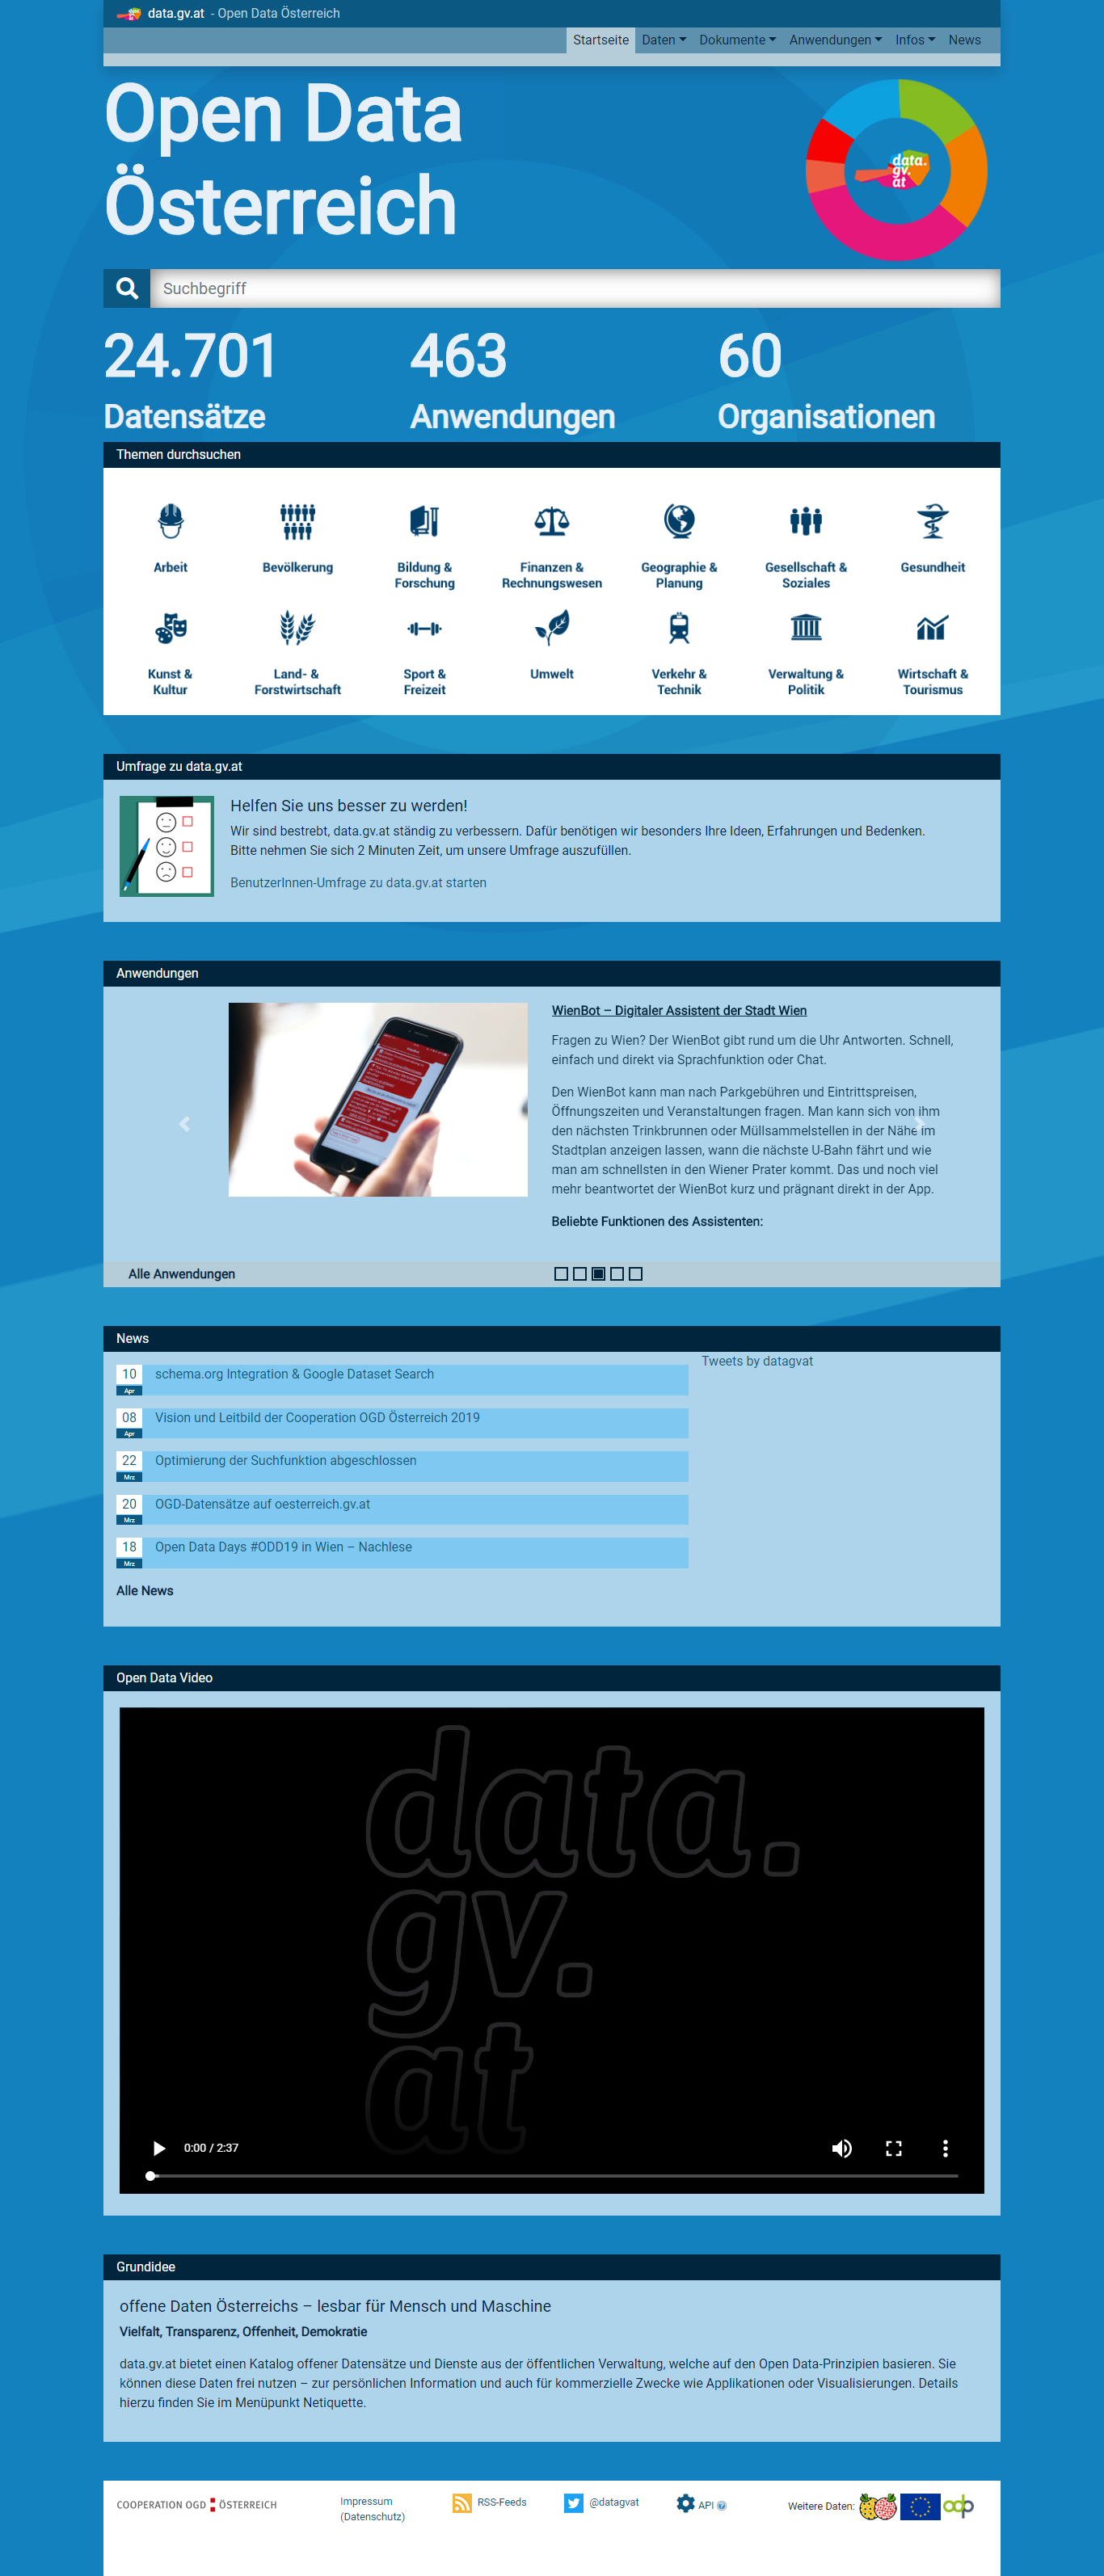 data.gv.at - Open Data Österreich
Startseite Daten Dokumente Anwendungen Infos News
Open Data
Österreich
data.
gv.
at
Suchbegriff
24.701 463 60
Datensätze Anwendungen Organisationen
Themen durchsuchen
Arbeit
Bevölkerung
Bildung &
Forschung
Finanzen &
Rechnungswesen
Geographie &
Planung
Gesellschaft &
Soziales
Gesundheit
Kunst &
Kultur
Land- &
Forstwirtschaft
Sport &
Freizeit
Umwelt
Verkehr &
Technik
Verwaltung &
Politik
Wirtschaft &
Tourismus
Umfrage zu data.gv.at
Helfen Sie uns besser zu werden!
Wir sind bestrebt, data.gv.at ständig zu verbessern. Dafür benötigen wir besonders Ihre Ideen, Erfahrungen und Bedenken.
Bitte nehmen Sie sich 2 Minuten Zeit, um unsere Umfrage auszufüllen.
BenutzerInnen-Umfrage zu data.gv.at starten
Anwendungen
WienBot – Digitaler Assistent der Stadt Wien
Fragen zu Wien? Der WienBot gibt rund um die Uhr Antworten. Schnell,
einfach und direkt via Sprachfunktion oder Chat.
Den WienBot kann man nach Parkgebühren und Eintrittspreisen,
Öffnungszeiten und Veranstaltungen fragen. Man kann sich von ihm
den nächsten Trinkbrunnen oder Müllsammelstellen in der Nähe im
Stadtplan anzeigen lassen, wann die nächste U-Bahn fährt und wie
man am schnellsten in den Wiener Prater kommt. Das und noch viel
mehr beantwortet der WienBot kurz und prägnant direkt in der App.
Beliebte Funktionen des Assistenten:
Alle Anwendungen
News
10 Apr schema.org Integration & Google Dataset Search
08 Apr Vision und Leitbild der Cooperation OGD Österreich 2019
22 Mrz Optimierung der Suchfunktion abgeschlossen
20 Mrz OGD-Datensätze auf oesterreich.gv.at
18 Mrz Open Data Days #ODD19 in Wien – Nachlese
Alle News
Tweets by datagvat
Open Data Video
data.
gv.
at
0:00 / 2:37
Grundidee
offene Daten Österreichs – lesbar für Mensch und Maschine
Vielfalt, Transparenz, Offenheit, Demokratie
data.gv.at bietet einen Katalog offener Datensätze und Dienste aus der öffentlichen Verwaltung, welche auf den Open Data-Prinzipien basieren. Sie
können diese Daten frei nutzen – zur persönlichen Information und auch für kommerzielle Zwecke wie Applikationen oder Visualisierungen. Details
hierzu finden Sie im Menüpunkt Netiquette.
COOPERATION OGD ÖSTERREICH
Impressum
(Datenschutz)
RSS-Feeds
@datagvat
API
Weitere Daten:
odp